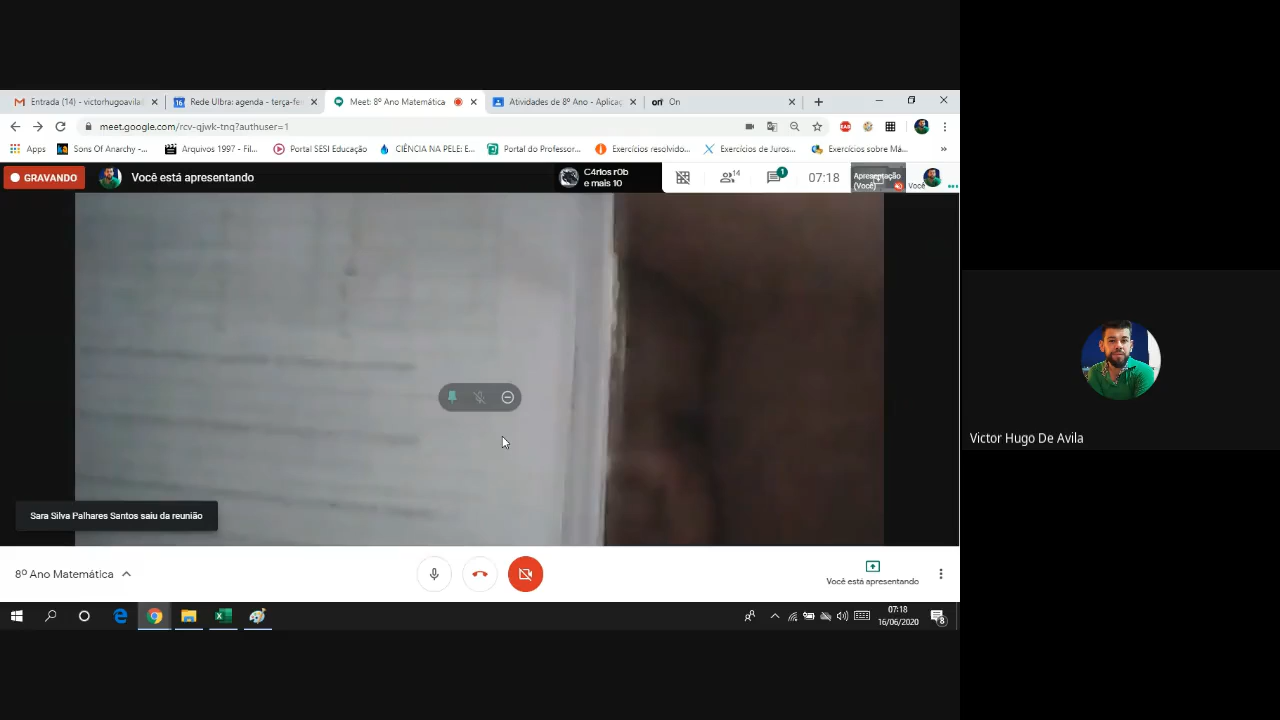 Entrada (14) - victorhugoavila
Rede Ulbra: agenda - terça-fe
Meet: 8º Ano Matemática
Atividades de 8º Ano - Aplicaç
on
On
meet.google.com/rcv-qjwk-tnq?authuser=1
Apps
Sons Of Anarchy -...
Arquivos 1997 - Fil...
Portal SESI Educação
CIÊNCIA NA PELE: E...
Portal do Professor...
Exercícios resolvido...
Exercícios de Juros...
Exercícios sobre Má...
»
GRAVANDO
Você está apresentando
C4rlos r0b
e mais 10
14
1
07:18
Apresentação
(Você)
Você
Victor Hugo De Avila
Sara Silva Palhares Santos saiu da reunião
8º Ano Matemática
Você está apresentando
07:18
16/06/2020
8